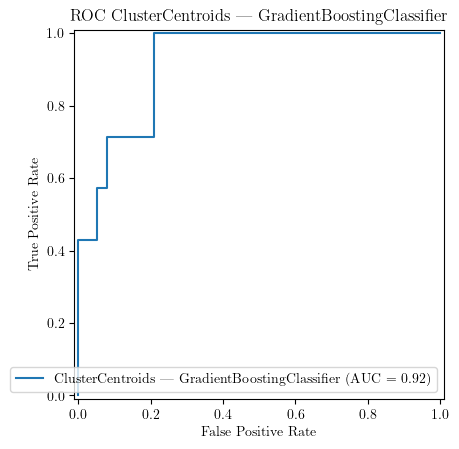 ROC ClusterCentroids — GradientBoostingClassifier
1.0
0.8
0.6
0.4
0.2
0.0
True Positive Rate
ClusterCentroids — GradientBoostingClassifier (AUC = 0.92)
0.0 0.2 0.4 0.6 0.8 1.0
False Positive Rate